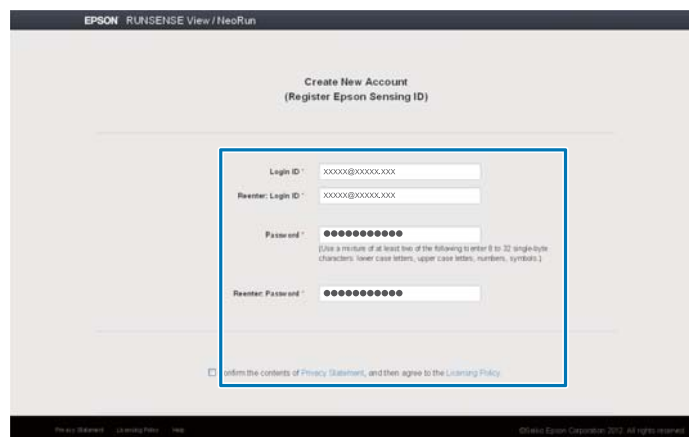 EPSON RUNSENSE View / NeoRun
Create New Account
(Register Epson Sensing ID)
Login ID *
XXXXX@XXXXX.XXX
Reenter: Login ID *
XXXXX@XXXXX.XXX
Password *
●●●●●●●●●●●
(Use a mixture of at least two of the following to enter 8 to 32 single-byte
characters: lower case letters, upper case letters, numbers, symbols.)
Reenter: Password *
●●●●●●●●●●●
onfirm the contents of Privacy Statement, and then agree to the Licensing Policy.
Privacy Statement Licensing Policy Help
©Seiko Epson Corporation 2012. All rights reserved.